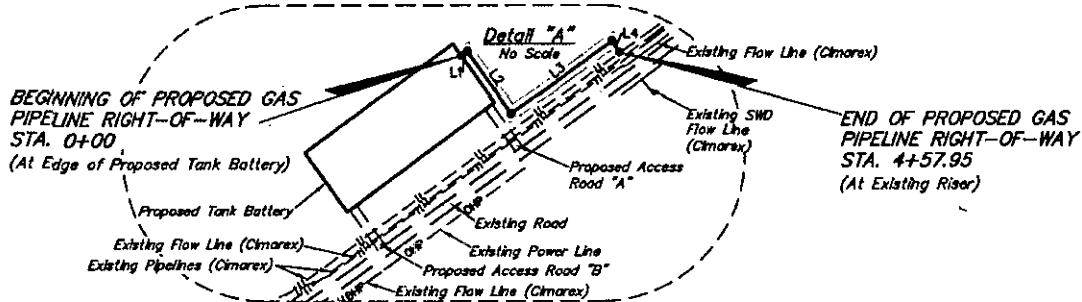 Detail "A"
No Scale
L1
L2
L3
L4
Existing Flow Line (Cimarex)
BEGINNING OF PROPOSED GAS
PIPELINE RIGHT-OF-WAY
STA. 0+00
(At Edge of Proposed Tank Battery)
Existing SWD
Flow Line
(Cimarex)
END OF PROPOSED GAS
PIPELINE RIGHT-OF-WAY
STA. 4+57.95
(At Existing Riser)
Proposed Access
Road "A"
Proposed Tank Battery
OHP
Existing Road
Existing Flow Line (Cimarex)
OHP
Existing Power Line
Existing Pipelines (Cimarex)
Proposed Access Road "B"
OHP
Existing Flow Line (Cimarex)